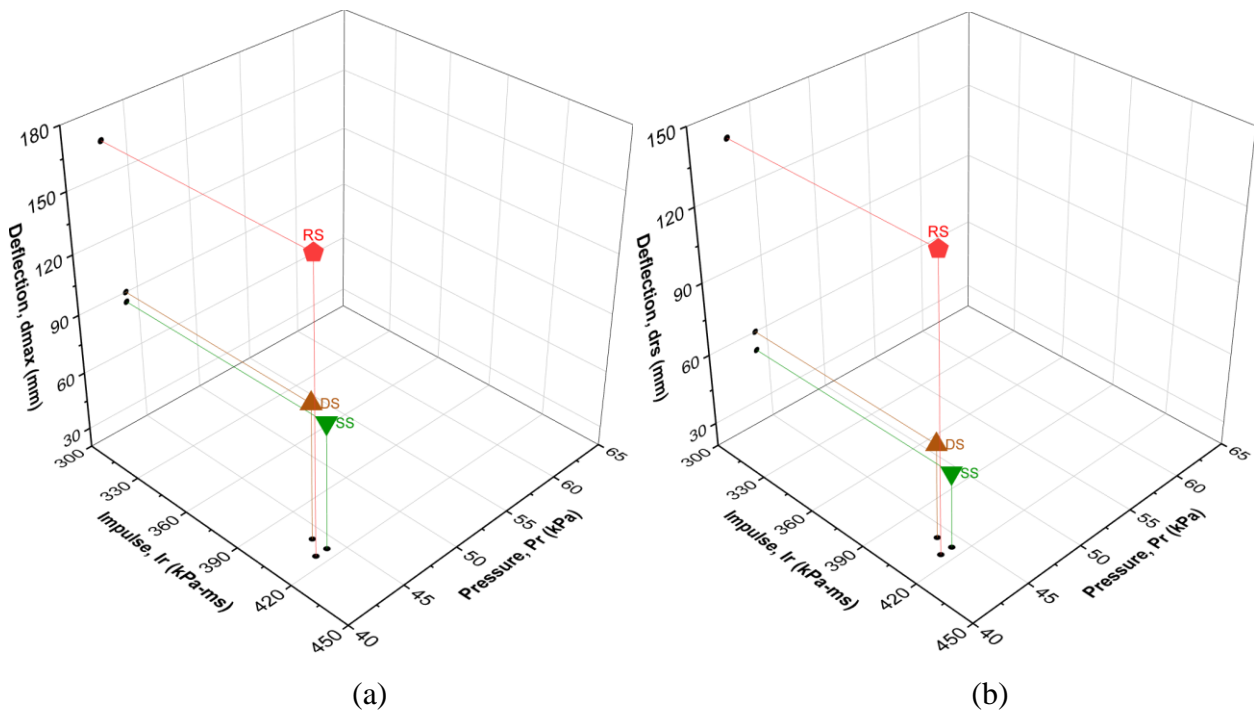 180
150
120
90
60
30
Deflection, dmax (mm)
300
330
360
390
420
450
Impulse, Ir (kPa-ms)
40
45
50
55
60
65
Pressure, Pr (kPa)
RS
DS
SS
(a)
150
120
90
60
30
Deflection, drs (mm)
300
330
360
390
420
450
Impulse, Ir (kPa-ms)
40
45
50
55
60
65
Pressure, Pr (kPa)
RS
DS
SS
(b)